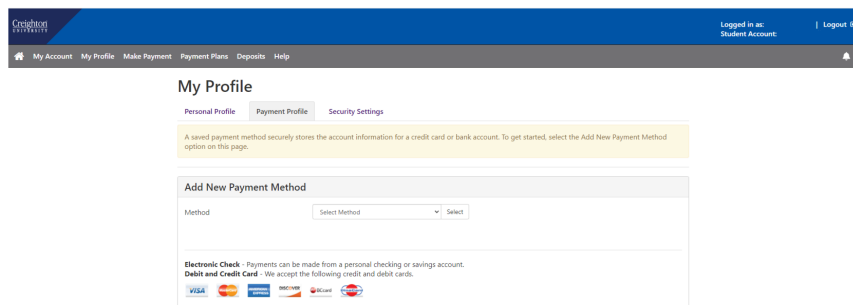 Creighton
UNIVERSITY
Logged in as: | Logout
Student Account:
My Account My Profile Make Payment Payment Plans Deposits Help
My Profile
Personal Profile Payment Profile Security Settings
A saved payment method securely stores the account information for a credit card or bank account. To get started, select the Add New Payment Method
option on this page.
Add New Payment Method
Method Select Method Select
Electronic Check - Payments can be made from a personal checking or savings account.
Debit and Credit Card - We accept the following credit and debit cards.
VISA DISCOVER BCcard